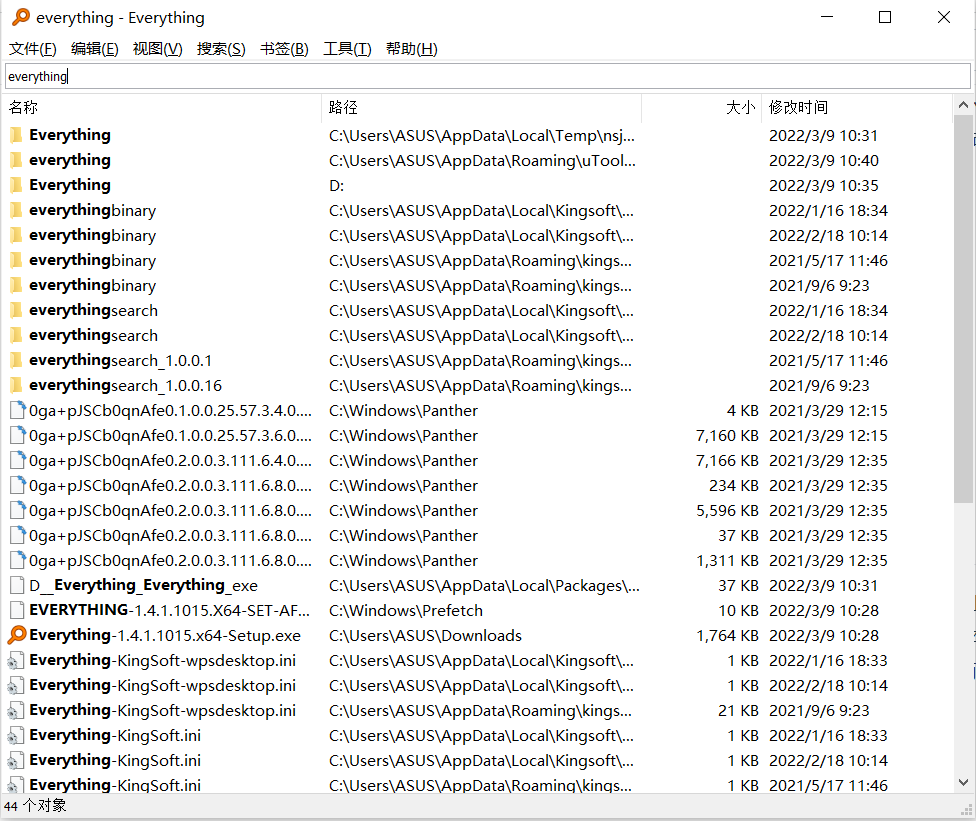 everything - Everything
文件(F) 编辑(E) 视图(V) 搜索(S) 书签(B) 工具(T) 帮助(H)
everything
名称 路径 大小 修改时间
Everything C:\Users\ASUS\AppData\Local\Temp\nsj... 2022/3/9 10:31
everything C:\Users\ASUS\AppData\Roaming\uTool... 2022/3/9 10:40
Everything D: 2022/3/9 10:35
everythingbinary C:\Users\ASUS\AppData\Local\Kingsoft\... 2022/1/16 18:34
everythingbinary C:\Users\ASUS\AppData\Local\Kingsoft\... 2022/2/18 10:14
everythingbinary C:\Users\ASUS\AppData\Roaming\kings... 2021/5/17 11:46
everythingbinary C:\Users\ASUS\AppData\Roaming\kings... 2021/9/6 9:23
everythingsearch C:\Users\ASUS\AppData\Local\Kingsoft\... 2022/1/16 18:34
everythingsearch C:\Users\ASUS\AppData\Local\Kingsoft\... 2022/2/18 10:14
everythingsearch_1.0.0.1 C:\Users\ASUS\AppData\Roaming\kings... 2021/5/17 11:46
everythingsearch_1.0.0.16 C:\Users\ASUS\AppData\Roaming\kings... 2021/9/6 9:23
0ga+pJSCb0qnAfe0.1.0.0.25.57.3.4.0.... C:\Windows\Panther 4 KB 2021/3/29 12:15
0ga+pJSCb0qnAfe0.1.0.0.25.57.3.6.0.... C:\Windows\Panther 7,160 KB 2021/3/29 12:15
0ga+pJSCb0qnAfe0.2.0.0.3.111.6.4.0.... C:\Windows\Panther 7,166 KB 2021/3/29 12:35
0ga+pJSCb0qnAfe0.2.0.0.3.111.6.8.0.... C:\Windows\Panther 234 KB 2021/3/29 12:35
0ga+pJSCb0qnAfe0.2.0.0.3.111.6.8.0.... C:\Windows\Panther 5,596 KB 2021/3/29 12:35
0ga+pJSCb0qnAfe0.2.0.0.3.111.6.8.0.... C:\Windows\Panther 37 KB 2021/3/29 12:35
0ga+pJSCb0qnAfe0.2.0.0.3.111.6.8.0.... C:\Windows\Panther 1,311 KB 2021/3/29 12:35
D__Everything_Everything_exe C:\Users\ASUS\AppData\Local\Packages\... 37 KB 2022/3/9 10:31
EVERYTHING-1.4.1.1015.X64-SET-AF... C:\Windows\Prefetch 10 KB 2022/3/9 10:28
Everything-1.4.1.1015.x64-Setup.exe C:\Users\ASUS\Downloads 1,764 KB 2022/3/9 10:28
Everything-KingSoft-wpsdesktop.ini C:\Users\ASUS\AppData\Local\Kingsoft\... 1 KB 2022/1/16 18:33
Everything-KingSoft-wpsdesktop.ini C:\Users\ASUS\AppData\Local\Kingsoft\... 1 KB 2022/2/18 10:14
Everything-KingSoft-wpsdesktop.ini C:\Users\ASUS\AppData\Roaming\kings... 21 KB 2021/9/6 9:23
Everything-KingSoft.ini C:\Users\ASUS\AppData\Local\Kingsoft\... 1 KB 2022/1/16 18:33
Everything-KingSoft.ini C:\Users\ASUS\AppData\Local\Kingsoft\... 1 KB 2022/2/18 10:14
Everything-KingSoft.ini C:\Users\ASUS\AppData\Roaming\kings... 1 KB 2021/5/17 11:46
44 个对象